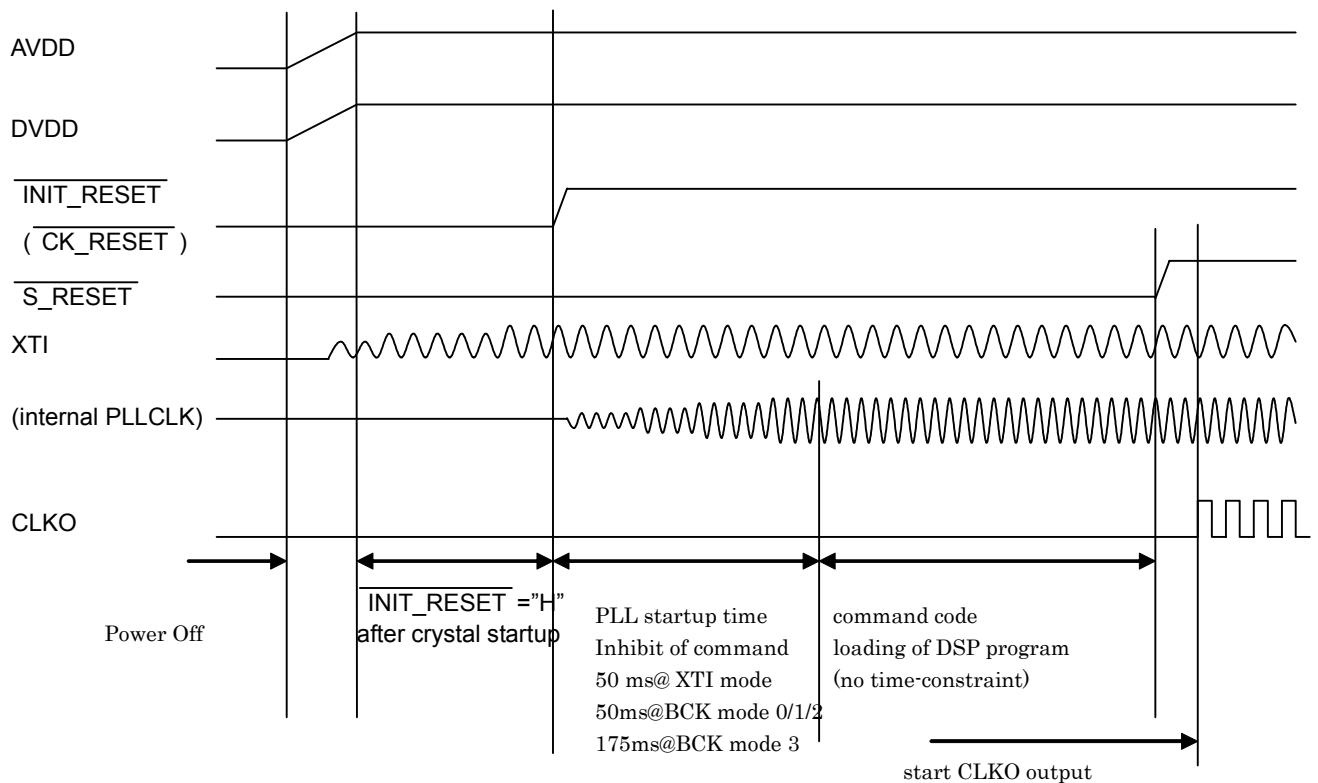 AVDD
DVDD
INIT_RESET
( CK_RESET )
S_RESET
XTI
(internal PLLCLK)
CLKO
Power Off
INIT_RESET ="H"
after crystal startup
PLL startup time
Inhibit of command
50 ms@ XTI mode
50ms@BCK mode 0/1/2
175ms@BCK mode 3
command code
loading of DSP program
(no time-constraint)
start CLKO output